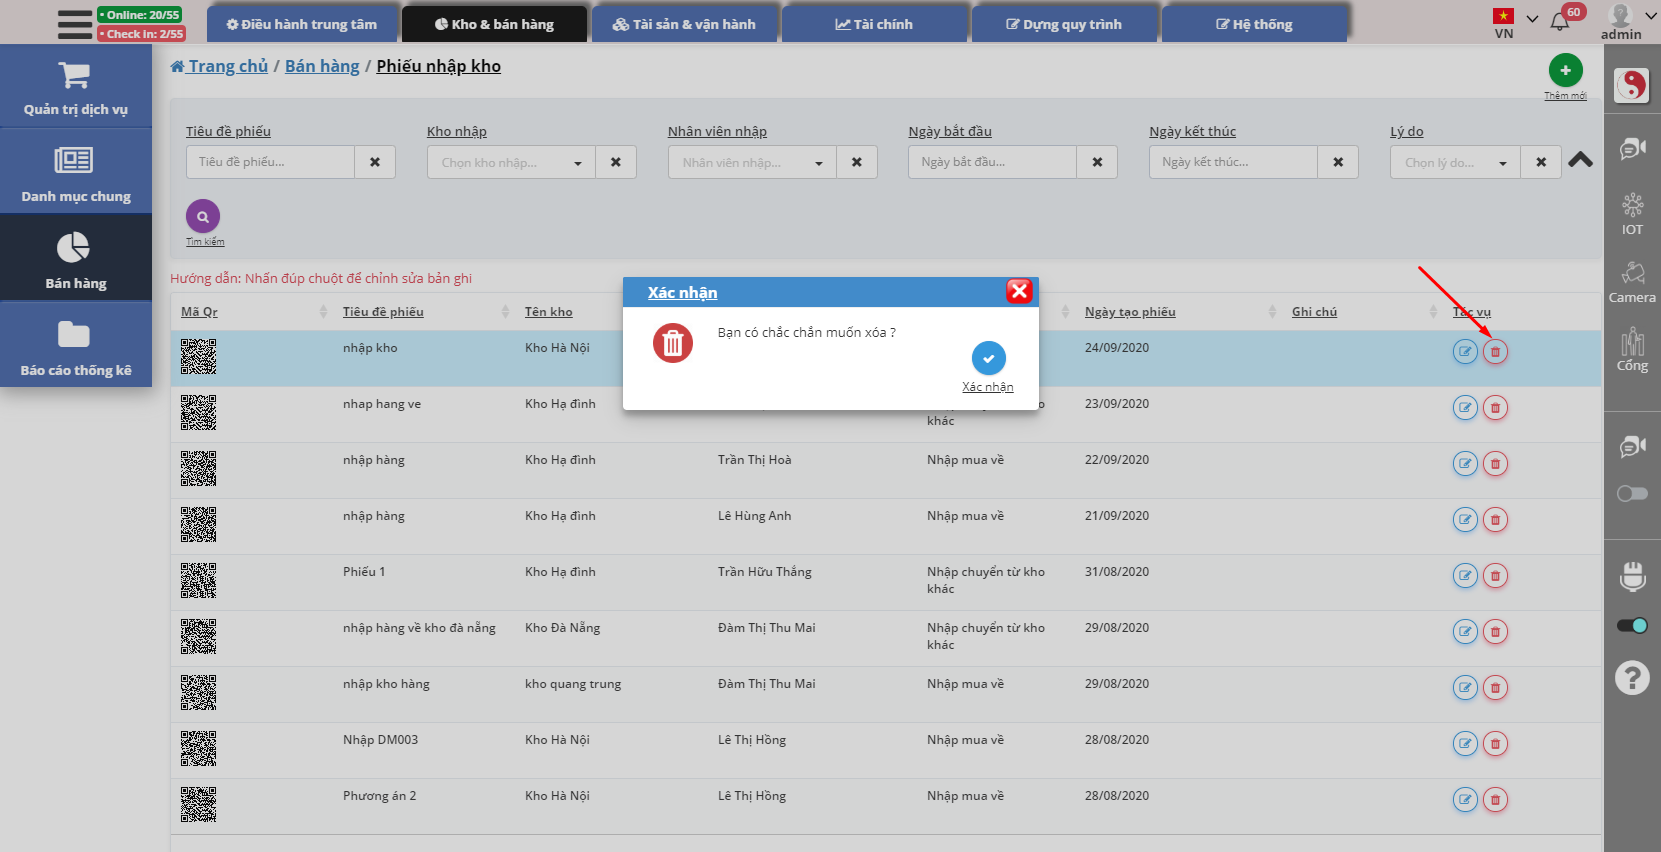 • Online: 20/55
• Check in: 2/55
Điều hành trung tâm
Kho & bán hàng
Tài sản & vận hành
Tài chính
Dựng quy trình
Hệ thống
VN
60
admin
Quản trị dịch vụ
Danh mục chung
Bán hàng
Báo cáo thống kê
Trang chủ / Bán hàng / Phiếu nhập kho
Thêm mới
Tiêu đề phiếu
Kho nhập
Nhân viên nhập
Ngày bắt đầu
Ngày kết thúc
Lý do
Tiêu đề phiếu...
Chọn kho nhập...
Nhân viên nhập...
Ngày bắt đầu...
Ngày kết thúc...
Chọn lý do...
Tìm kiếm
Hướng dẫn: Nhấn đúp chuột để chỉnh sửa bản ghi
Xác nhận
Bạn có chắc chắn muốn xóa ?
Xác nhận
Mã Qr Tiêu đề phiếu Tên kho Ngày tạo phiếu Ghi chú Tác vụ
nhập kho Kho Hà Nội 24/09/2020
nhap hang ve Kho Hạ đình 23/09/2020
khác
nhập hàng Kho Hạ đình Trần Thị Hoà Nhập mua về 22/09/2020
nhập hàng Kho Hạ đình Lê Hùng Anh Nhập mua về 21/09/2020
Phiếu 1 Kho Hạ đình Trần Hữu Thắng Nhập chuyển từ kho 31/08/2020
khác
nhập hàng về kho đà nẵng Kho Đà Nẵng Đàm Thị Thu Mai Nhập chuyển từ kho 29/08/2020
khác
nhập kho hàng kho quang trung Đàm Thị Thu Mai Nhập mua về 29/08/2020
Nhập DM003 Kho Hà Nội Lê Thị Hồng Nhập mua về 28/08/2020
Phương án 2 Kho Hà Nội Lê Thị Hồng Nhập mua về 28/08/2020
IOT
Camera
Cổng